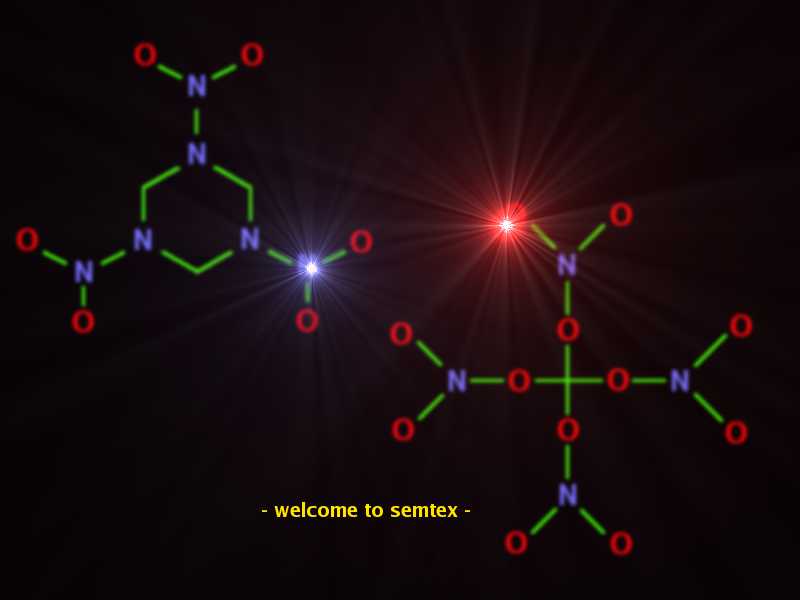 O O
N
N
O
O N N O
N N
O O O O O
N O O N
O O O
N
- welcome to semtex -
O O